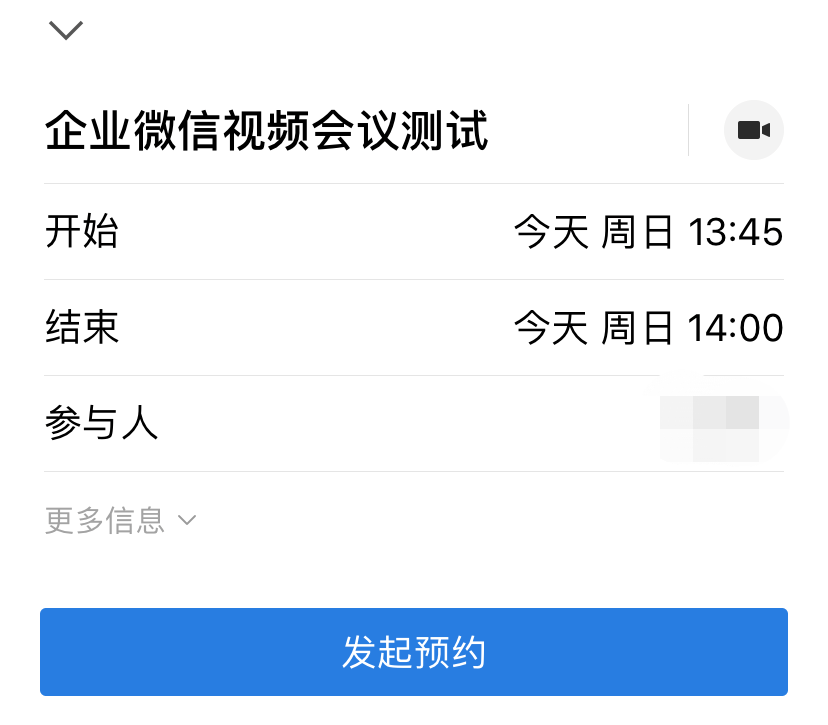 企业微信视频会议测试
开始 今天 周日 13:45
结束 今天 周日 14:00
参与人
更多信息
发起预约